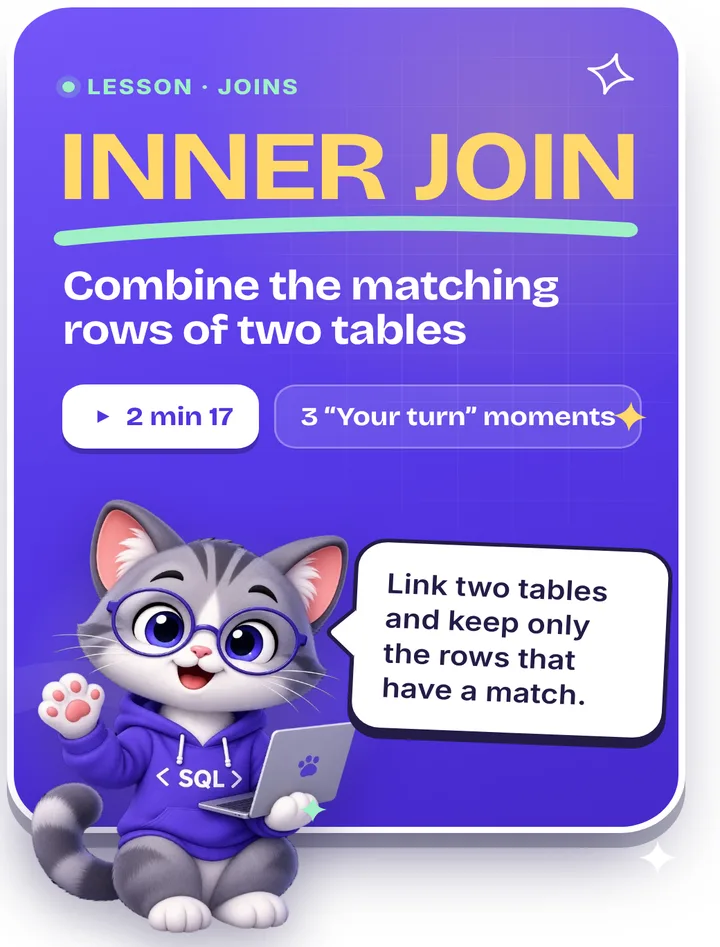 LESSON · JOINS
INNER JOIN
Combine the matching
rows of two tables
2 min 17
3 “Your turn” moments
Link two tables
and keep only
the rows that
have a match.
< SQL >